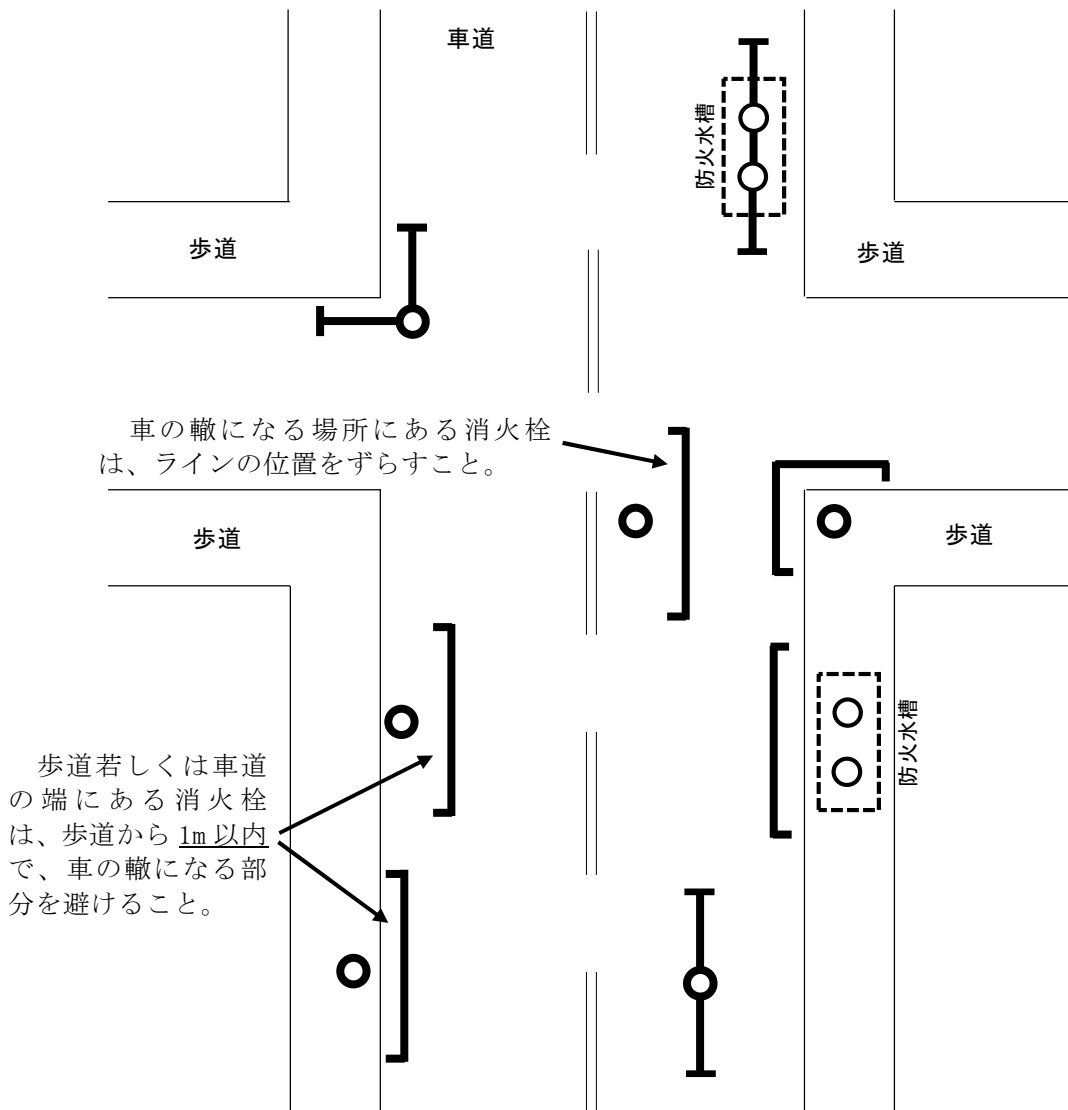 車道
防火水槽
歩道
歩道
車の轍になる場所にある消火栓
は、ラインの位置をずらすこと。
歩道
歩道
防火水槽
歩道若しくは車道
の端にある消火栓
は、歩道から 1m 以内
で、車の轍になる部
分を避けること。